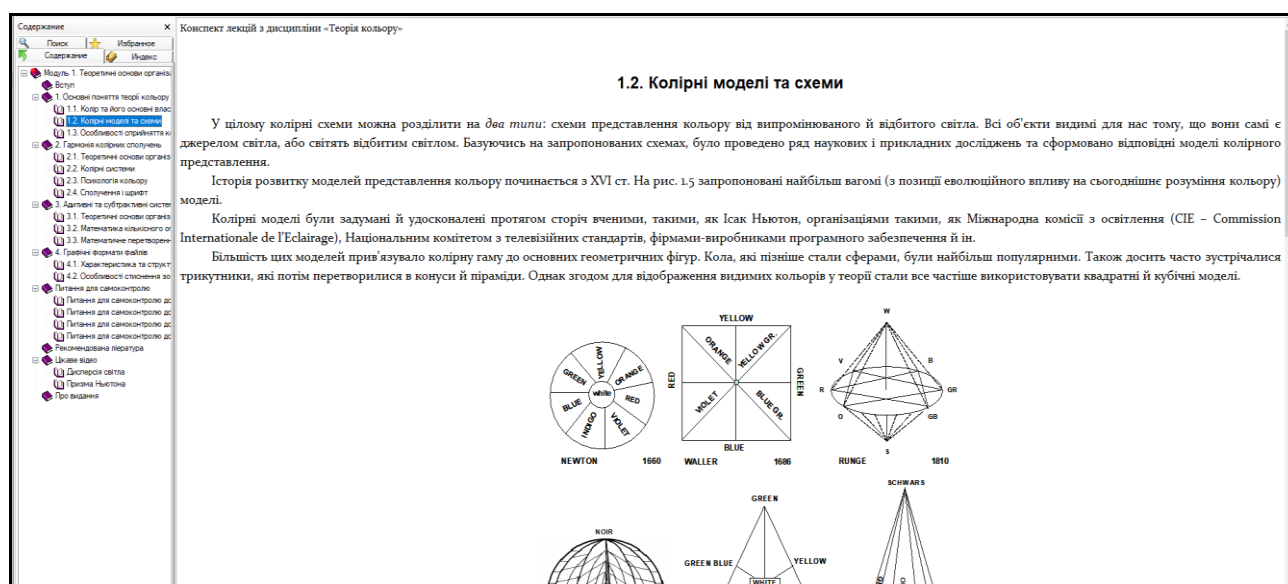 Содержание
Конспект лекцій з дисципліни «Теорія кольору»
Поиск
Избранное
Содержание
Индекс
Модуль 1. Теоретичні основи організа
Вступ
1. Основні поняття теорії кольору
1.1. Колір та його основні влас
1.2. Колірні моделі та схеми
1.3. Особливості сприйняття к
2. Гармонія колірних сполучень
2.1. Теоретичні основи організ
2.2. Колірні системи
2.3. Психологія кольору
2.4. Сполучення і шрифт
3. Адитивні та субтрактивні систем
3.1. Теоретичні основи організ
3.2. Математика кількісного оп
3.3. Математичне перетворенн
4. Графічні формати файлів
4.1. Характеристика та структ
4.2. Особливості стиснення зо
Питання для самоконтролю
Питання для самоконтролю до
Питання для самоконтролю до
Питання для самоконтролю до
Питання для самоконтролю до
Рекомендована література
Цікаве відео
Дисперсія світла
Призма Ньютона
Про видання
1.2. Колірні моделі та схеми
У цілому колірні схеми можна розділити на два типи: схеми представлення кольору від випромінюваного й відбитого світла. Всі об'єкти видимі для нас тому, що вони самі є
джерелом світла, або світять відбитим світлом. Базуючись на запропонованих схемах, було проведено ряд наукових і прикладних досліджень та сформовано відповідні моделі колірного
представлення.
Історія розвитку моделей представлення кольору починається з XVI ст. На рис. 1.5 запропоновані найбільш вагомі (з позиції еволюційного впливу на сьогоднішнє розуміння кольору)
моделі.
Колірні моделі були задумані й удосконалені протягом сторіч вченими, такими, як Ісак Ньютон, організаціями такими, як Міжнародна комісії з освітлення (CIE – Commission
Internationale de l'Eclairage), Національним комітетом з телевізійних стандартів, фірмами-виробниками програмного забезпечення й ін.
Більшість цих моделей прив'язувало колірну гаму до основних геометричних фігур. Кола, які пізніше стали сферами, були найбільш популярними. Також досить часто зустрічалися
трикутники, які потім перетворилися в конуси й піраміди. Однак згодом для відображення видимих кольорів у теорії стали все частіше використовувати квадратні й кубічні моделі.
YELLOW
ORANGE
RED
VIOLET
INDIGO
BLUE
GREEN
white
NEWTON 1660
YELLOW
ORANGE
YELLOW GR.
RED
GREEN
VIOLET
BLUE GR.
BLUE
WALLER 1686
W
V
B
R
GR
O
GB
S
RUNGE 1810
NOIR
GREEN
GREEN BLUE
YELLOW
WHITE
SCHWARS